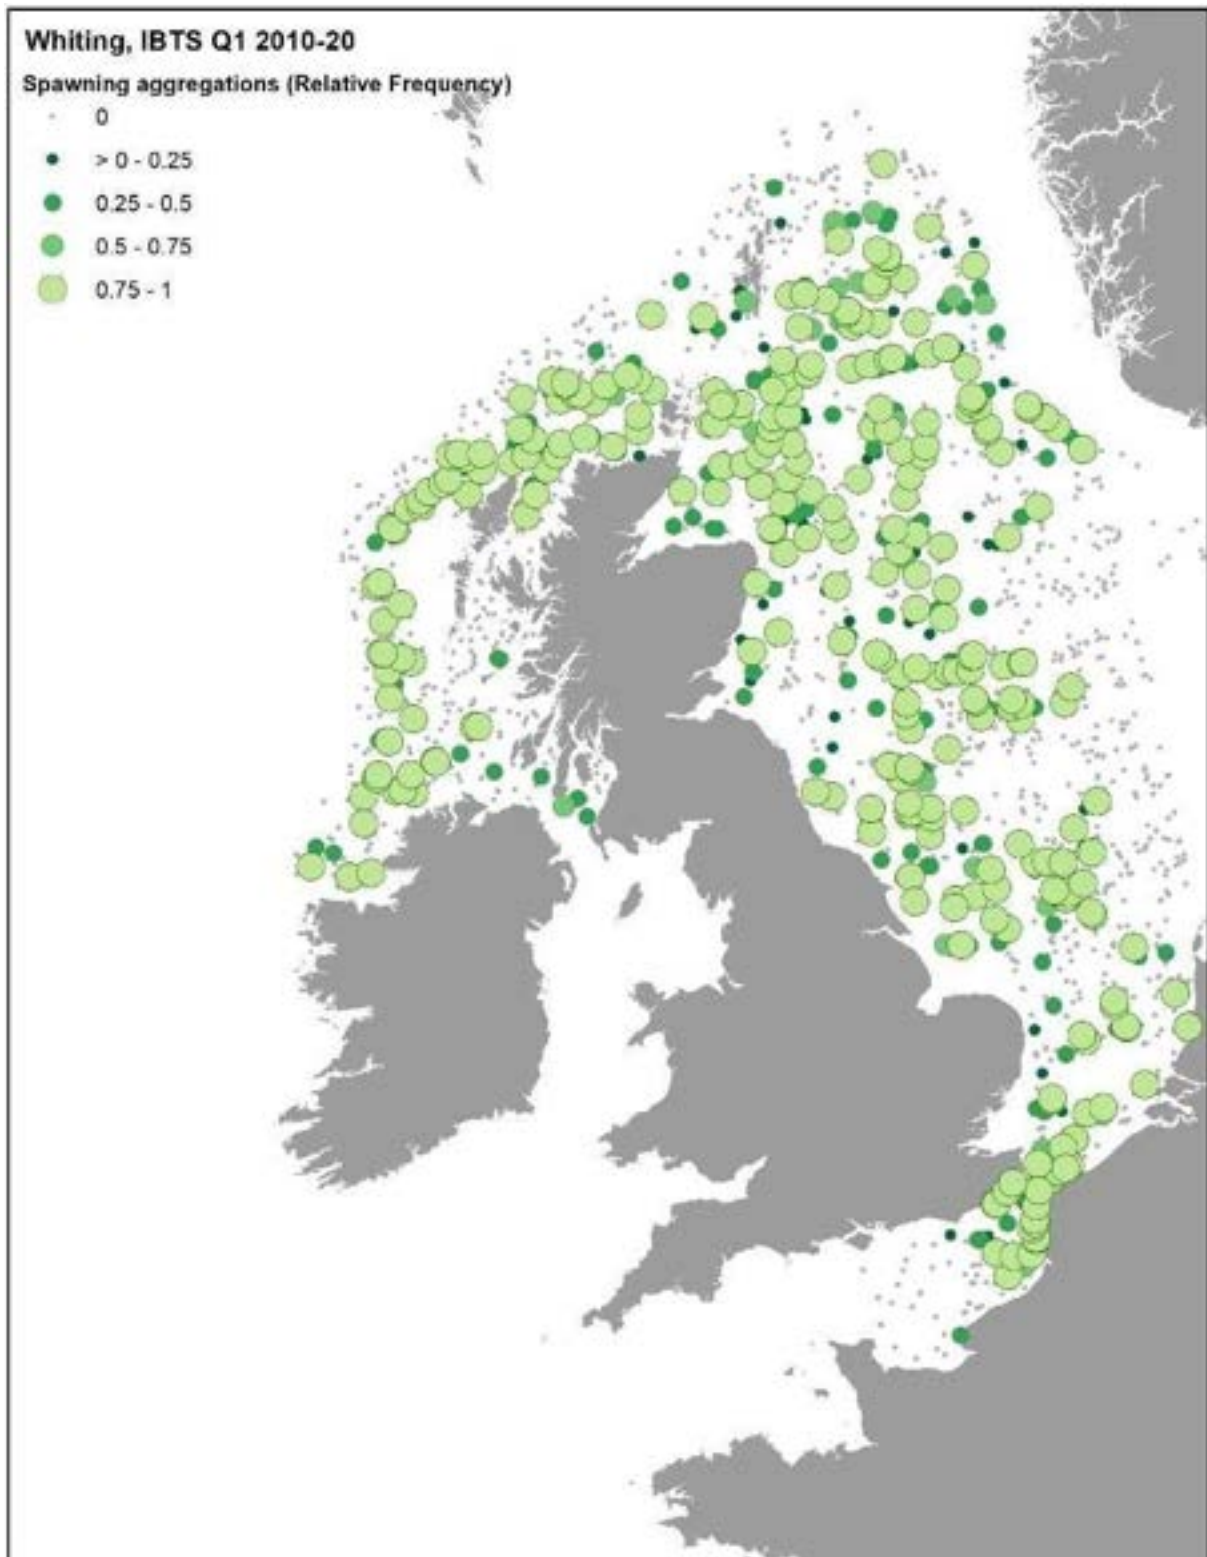 Whiting, IBTS Q1 2010-20
Spawning aggregations (Relative Frequency)
0
> 0 - 0.25
0.25 - 0.5
0.5 - 0.75
0.75 - 1